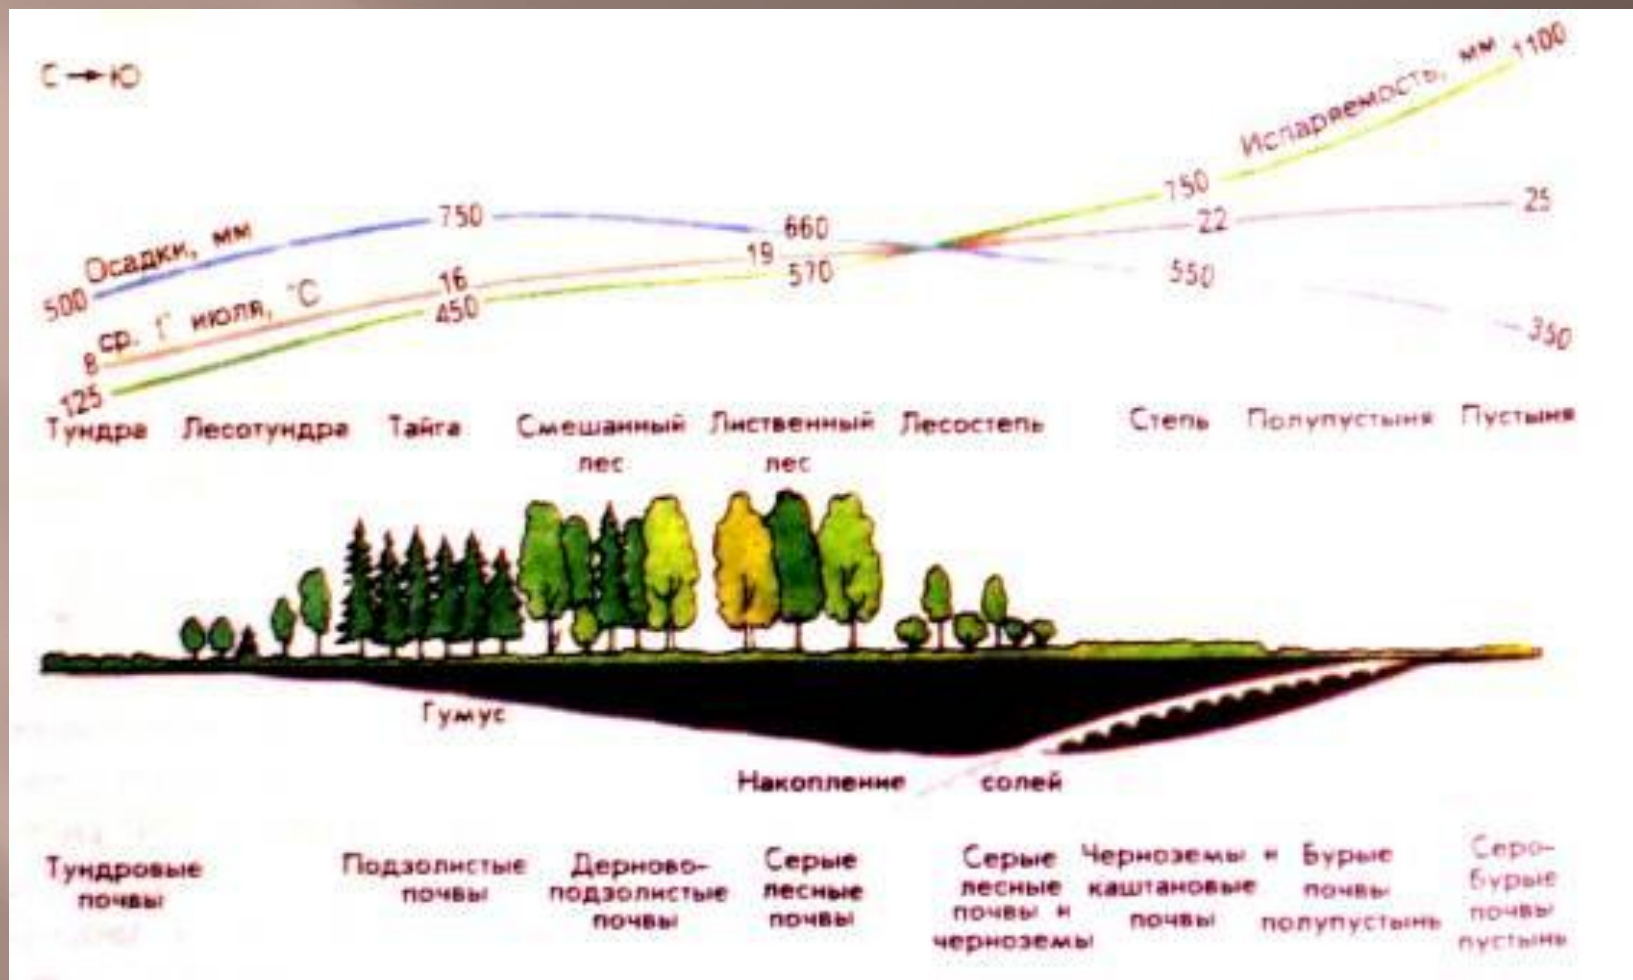 С → Ю
Испаряемость, мм 1100
Осадки, мм
500
750
660
750
550
350
ср. t° июля, °С
8
16
19
22
25
125
450
570
Тундра Лесотундра Тайга Смешанный лес Лиственный лес Лесостепь Степь Полупустыня Пустыня
Гумус
Накопление солей
Тундровые
почвы
Подзолистые
почвы
Дерново-
подзолистые
почвы
Серые
лесные
почвы
Серые
лесные
почвы и
черноземы
Черноземы и
каштановые
почвы
Бурые
почвы
полупустынь
Серо-
бурые
почвы
пустынь